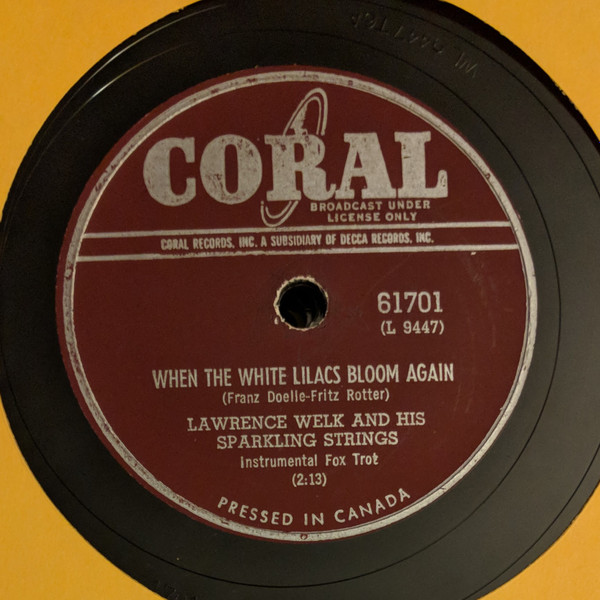 CORAL
BROADCAST UNDER
LICENSE ONLY
CORAL RECORDS, INC. A SUBSIDIARY OF DECCA RECORDS, INC.
61701
(L 9447)
WHEN THE WHITE LILACS BLOOM AGAIN
(Franz Doelle-Fritz Rotter)
LAWRENCE WELK AND HIS
SPARKLING STRINGS
Instrumental Fox Trot
(2:13)
PRESSED IN CANADA